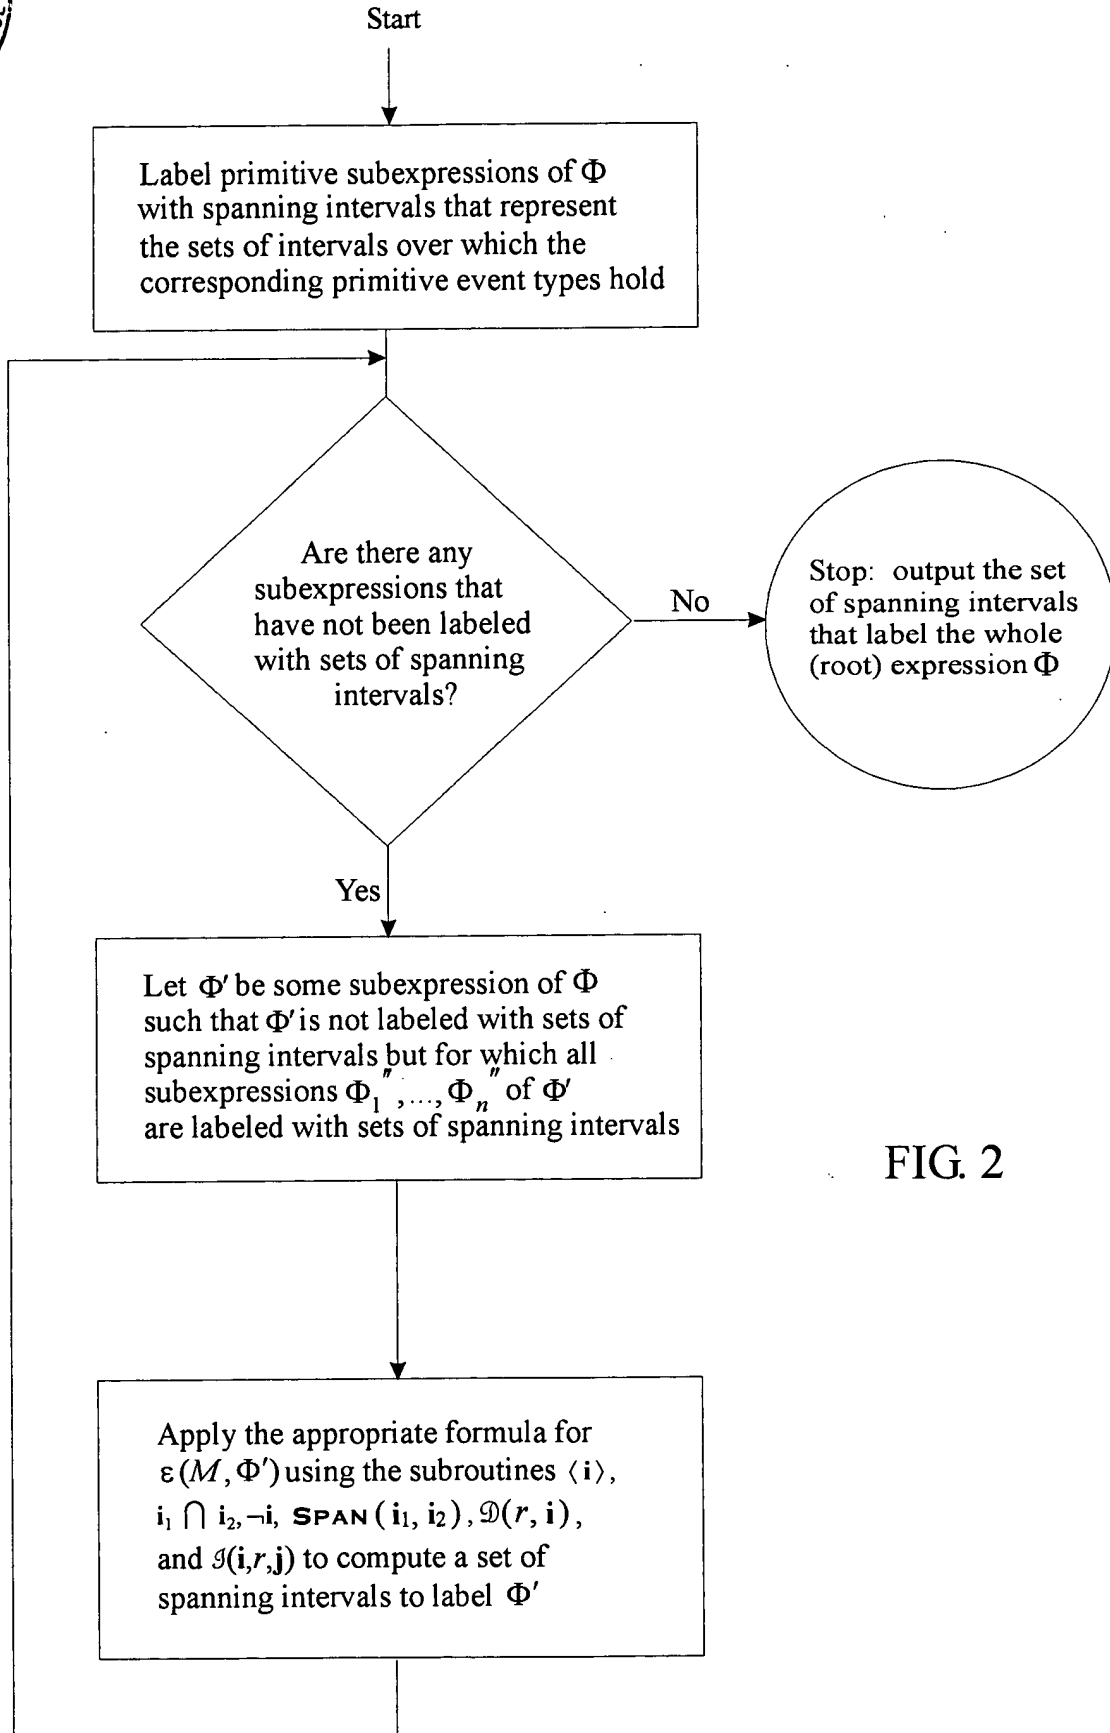 Start
Label primitive subexpressions of Φ
with spanning intervals that represent
the sets of intervals over which the
corresponding primitive event types hold
Are there any
subexpressions that
have not been labeled
with sets of spanning
intervals?
No
Stop: output the set
of spanning intervals
that label the whole
(root) expression Φ
Yes
Let Φ′ be some subexpression of Φ
such that Φ′ is not labeled with sets of
spanning intervals but for which all
subexpressions Φ₁″,..., Φₙ″ of Φ′
are labeled with sets of spanning intervals
FIG. 2
Apply the appropriate formula for
ε(M, Φ′) using the subroutines ⟨i⟩,
i₁ ∩ i₂, ¬i, SPAN (i₁, i₂), 𝒟(r, i),
and ℐ(i,r,j) to compute a set of
spanning intervals to label Φ′